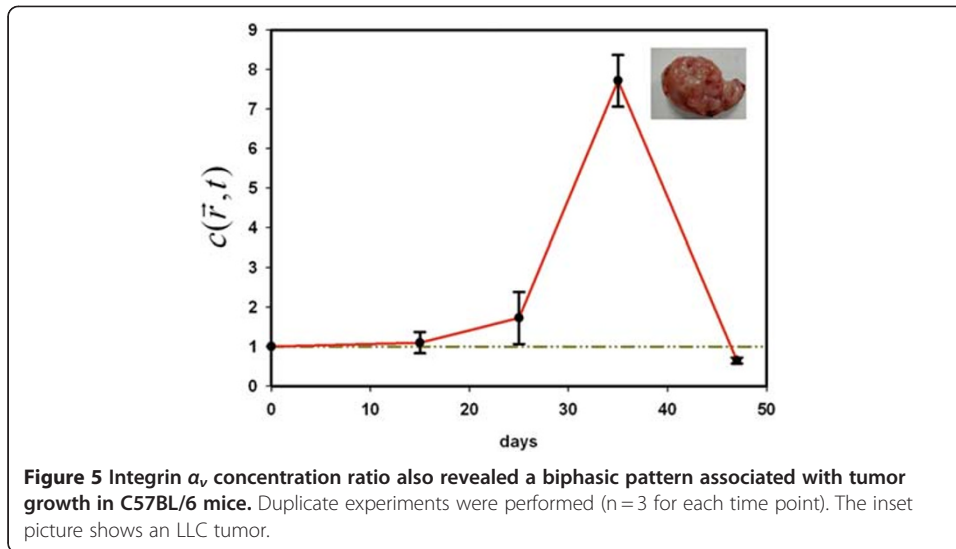 9
8
7
6
5
4
3
2
1
0
c(r⃗,t)
0 10 20 30 40 50
days
Figure 5 Integrin αᵥ concentration ratio also revealed a biphasic pattern associated with tumor
growth in C57BL/6 mice. Duplicate experiments were performed (n = 3 for each time point). The inset
picture shows an LLC tumor.